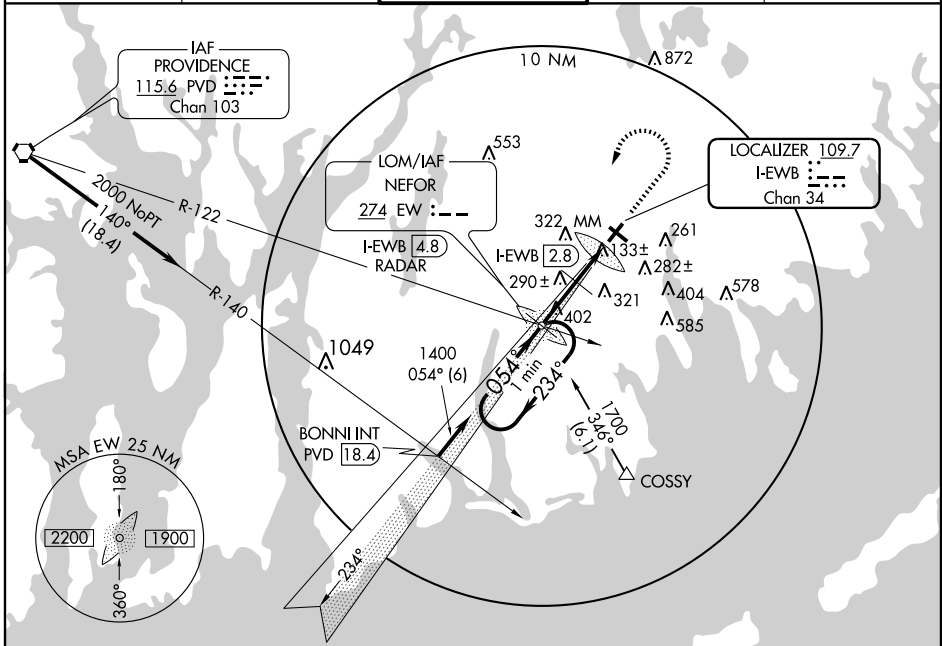 IAF
PROVIDENCE
115.6 PVD
Chan 103
10 NM
872
553
LOM/IAF
NEFOR
274 EW
I-EWB 4.8
RADAR
LOCALIZER 109.7
I-EWB
Chan 34
2000 NoPT
140°
(18.4)
R-122
R-140
322 MM
I-EWB 2.8
133±
261
290±
282±
404
578
321
402
585
1049
1400
054° (6)
054°
1 min
234°
BONNI INT
PVD 18.4
1700
346°
(6.1)
COSSY
MSA EW 25 NM
180°
2200
1900
360°
234°